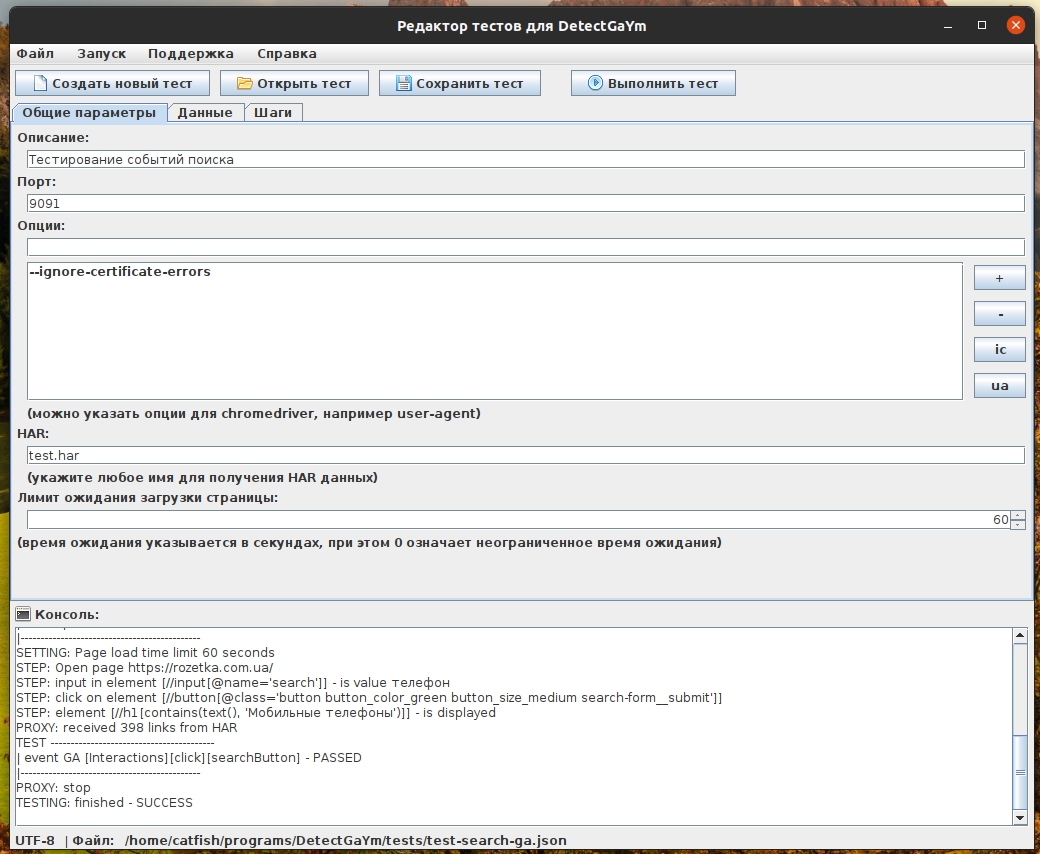 Редактор тестов для DetectGaYm
Файл Запуск Поддержка Справка
Создать новый тест Открыть тест Сохранить тест Выполнить тест
Общие параметры Данные Шаги
Описание:
Тестирование событий поиска
Порт:
9091
Опции:
--ignore-certificate-errors
+
-
ic
ua
(можно указать опции для chromedriver, например user-agent)
HAR:
test.har
(укажите любое имя для получения HAR данных)
Лимит ожидания загрузки страницы:
60
(время ожидания указывается в секундах, при этом 0 означает неограниченное время ожидания)
Консоль:
|---------------------------------------------
SETTING: Page load time limit 60 seconds
STEP: Open page https://rozetka.com.ua/
STEP: input in element [//input[@name='search']] - is value телефон
STEP: click on element [//button[@class='button button_color_green button_size_medium search-form__submit']]
STEP: element [//h1[contains(text(), 'Мобильные телефоны')]] - is displayed
PROXY: received 398 links from HAR
TEST -----------------------------------------
| event GA [Interactions][click][searchButton] - PASSED
|---------------------------------------------
PROXY: stop
TESTING: finished - SUCCESS
UTF-8 | Файл: /home/catfish/programs/DetectGaYm/tests/test-search-ga.json